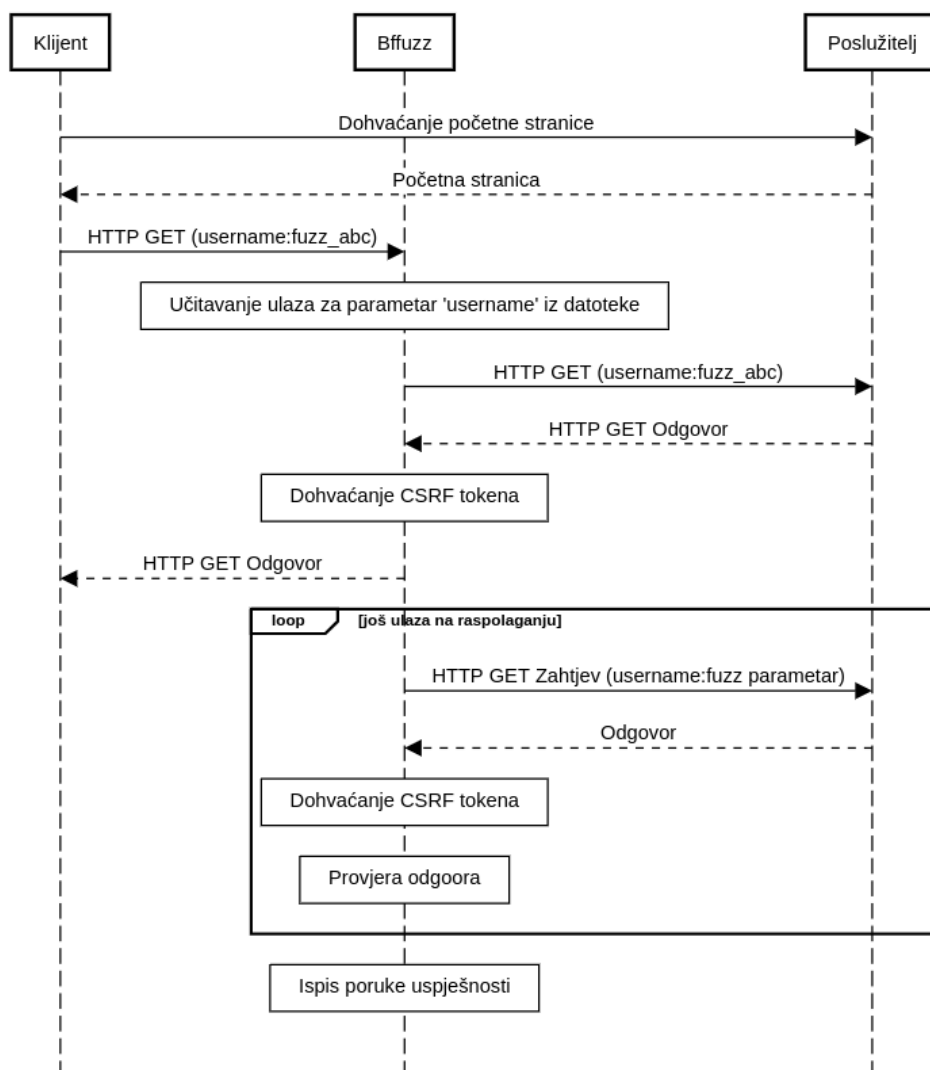 Klijent
Bffuzz
Poslužitelj
Dohvaćanje početne stranice
Početna stranica
HTTP GET (username:fuzz_abc)
Učitavanje ulaza za parametar 'username' iz datoteke
HTTP GET (username:fuzz_abc)
HTTP GET Odgovor
Dohvaćanje CSRF tokena
HTTP GET Odgovor
loop
[još ulaza na raspolaganju]
HTTP GET Zahtjev (username:fuzz parametar)
Odgovor
Dohvaćanje CSRF tokena
Provjera odgoora
Ispis poruke uspješnosti